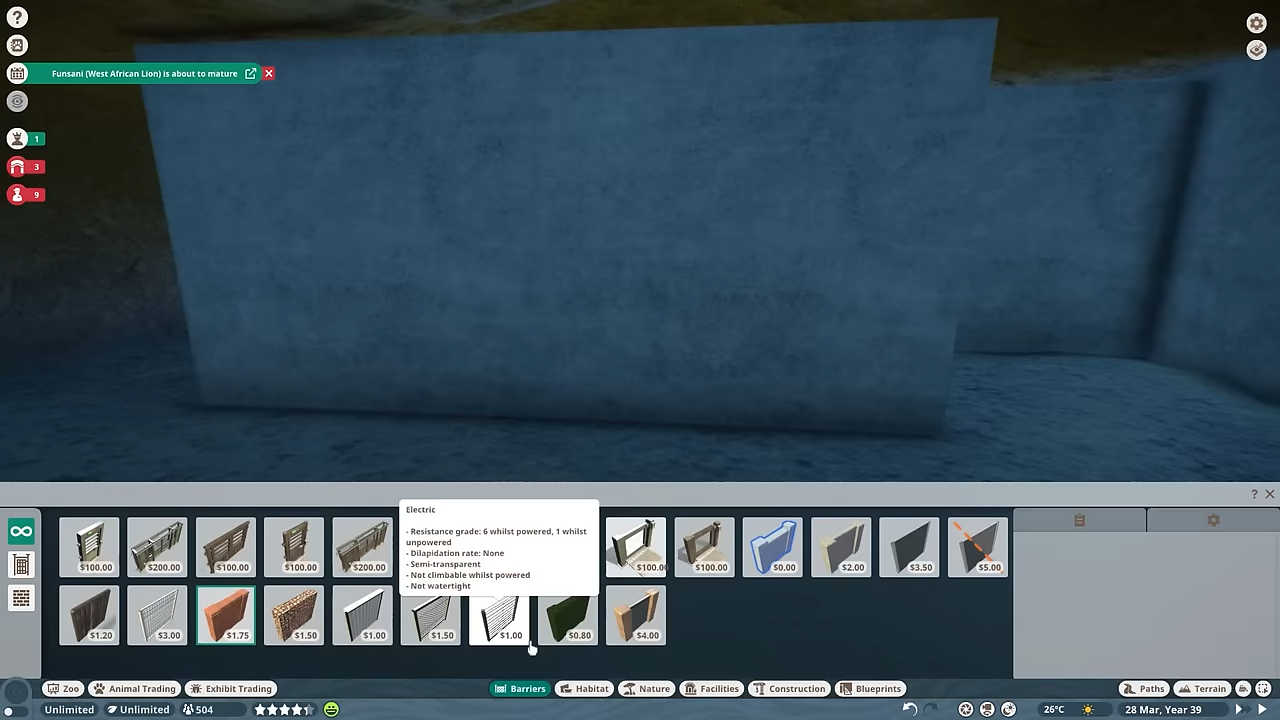 ?
Funsani (West African Lion) is about to mature
1
3
9
? ×
Electric
- Resistance grade: 6 whilst powered, 1 whilst
unpowered
- Dilapidation rate: None
- Semi-transparent
- Not climbable whilst powered
- Not watertight
$100.00 $200.00 $100.00 $100.00 $200.00 $100.00 $100.00 $0.00 $2.00 $3.50 $5.00
$1.20 $3.00 $1.75 $1.50 $1.00 $1.50 $1.00 $0.80 $4.00
Zoo Animal Trading Exhibit Trading Barriers Habitat Nature Facilities Construction Blueprints Paths Terrain
Unlimited Unlimited 504 26°C 28 Mar, Year 39